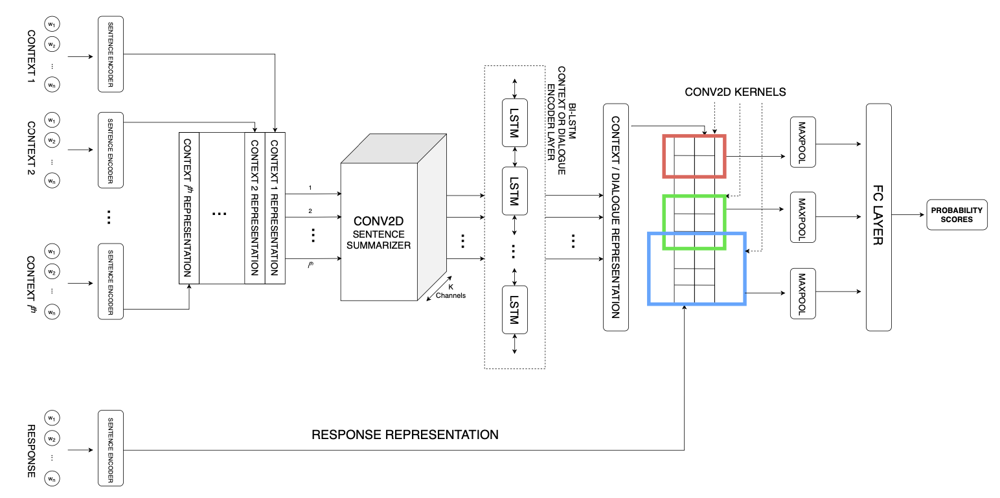 CONTEXT 1
w1
w2
...
wn
SENTENCE ENCODER
CONTEXT 2
w1
w2
...
wn
SENTENCE ENCODER
...
CONTEXT ith
w1
w2
...
wn
SENTENCE ENCODER
CONTEXT ith REPRESENTATION
...
CONTEXT 2 REPRESENTATION
CONTEXT 1 REPRESENTATION
1
2
...
ith
CONV2D
SENTENCE
SUMMARIZER
K
Channels
...
LSTM
LSTM
...
LSTM
BI-LSTM
CONTEXT OR DIALOGUE
ENCODER LAYER
...
CONTEXT / DIALOGUE REPRESENTATION
CONV2D KERNELS
MAXPOOL
MAXPOOL
MAXPOOL
FC LAYER
PROBABILITY
SCORES
RESPONSE
w1
w2
...
wn
SENTENCE ENCODER
RESPONSE REPRESENTATION